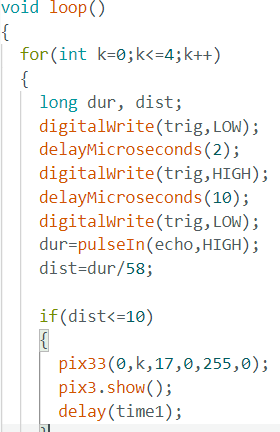 void loop()
{
for(int k=0;k<=4;k++)
{
long dur, dist;
digitalWrite(trig,LOW);
delayMicroseconds(2);
digitalWrite(trig,HIGH);
delayMicroseconds(10);
digitalWrite(trig,LOW);
dur=pulseIn(echo,HIGH);
dist=dur/58;
if(dist<=10)
{
pix33(0,k,17,0,255,0);
pix3.show();
delay(time1);
}